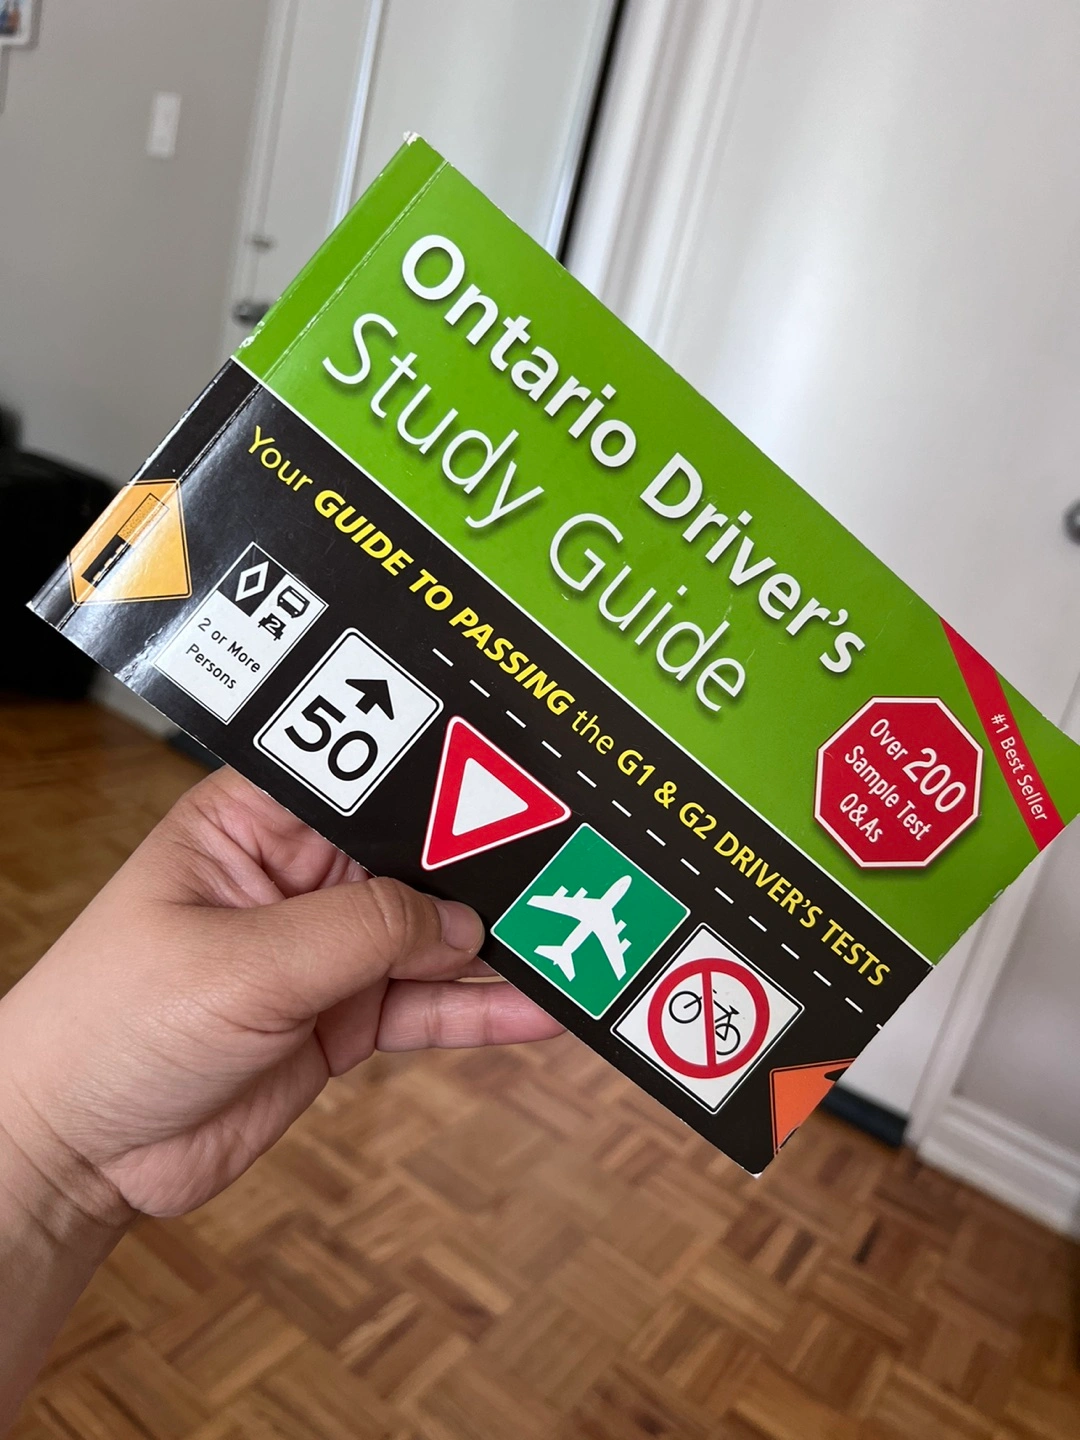 Ontario Driver's
Study Guide
#1 Best Seller
Over 200
Sample Test
Q&As
Your GUIDE TO PASSING the G1 & G2 DRIVER'S TESTS
2 or More
Persons
50